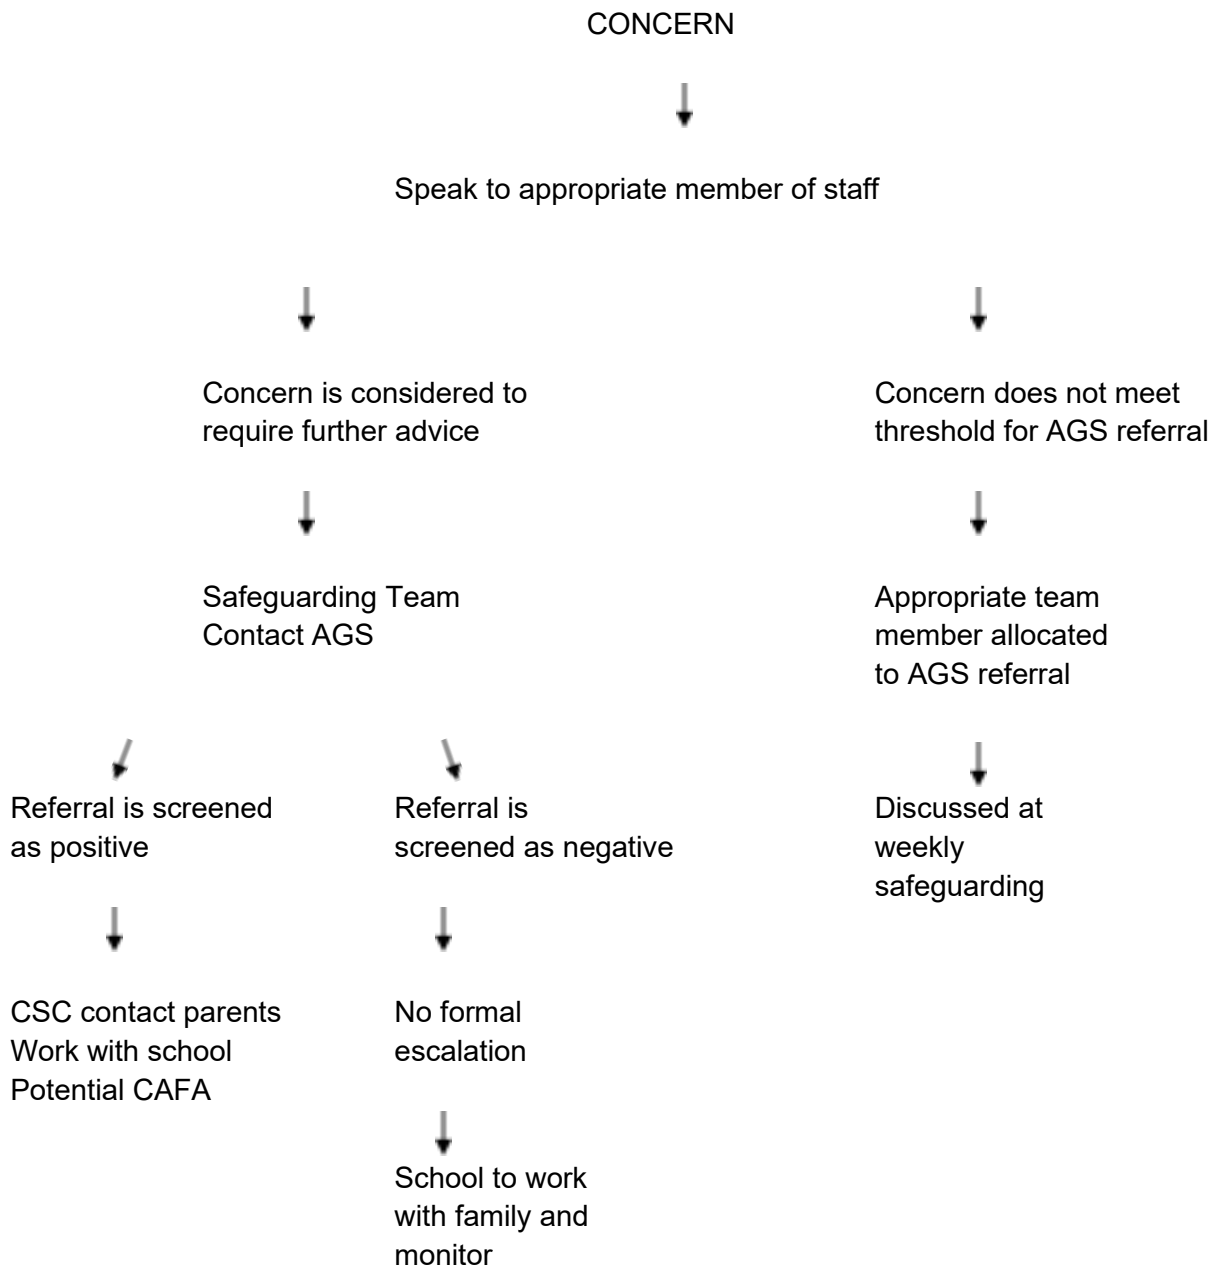 CONCERN
Speak to appropriate member of staff
Concern is considered to
require further advice
Concern does not meet
threshold for AGS referral
Safeguarding Team
Contact AGS
Appropriate team
member allocated
to AGS referral
Referral is screened
as positive
Referral is
screened as negative
Discussed at
weekly
safeguarding
CSC contact parents
Work with school
Potential CAFA
No formal
escalation
School to work
with family and
monitor